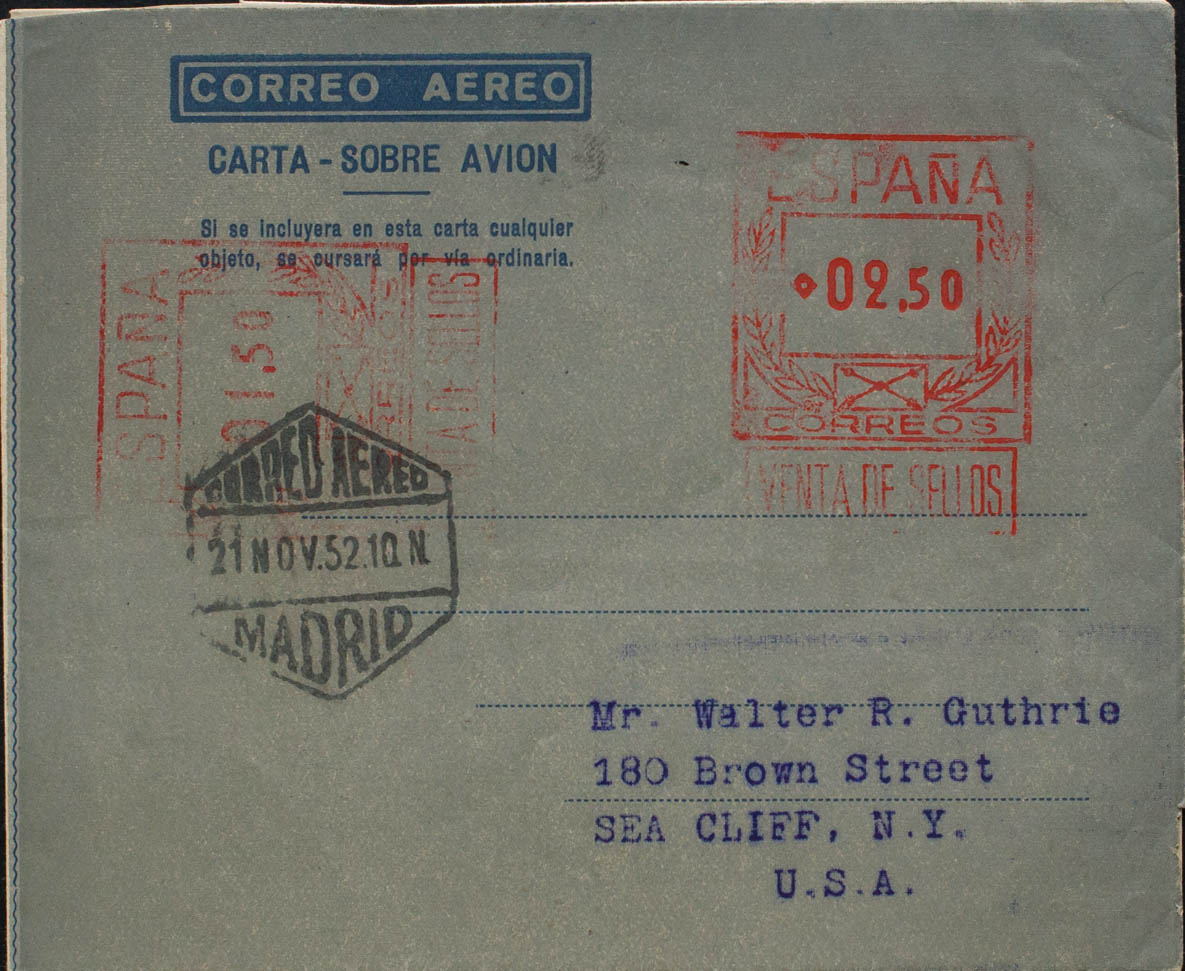 CORREO AEREO
CARTA - SOBRE AVION
Si se incluyera en esta carta cualquier
objeto, se cursará por vía ordinaria.
ESPAÑA
02,50
CORREOS
VENTA DE SELLOS
ESPAÑA
01,50
CORREOS
VENTA DE SELLOS
CORREO AEREO
21 NOV.52.10 N.
MADRID
Mr. Walter R. Guthrie
180 Brown Street
SEA CLIFF, N.Y.
U.S.A.